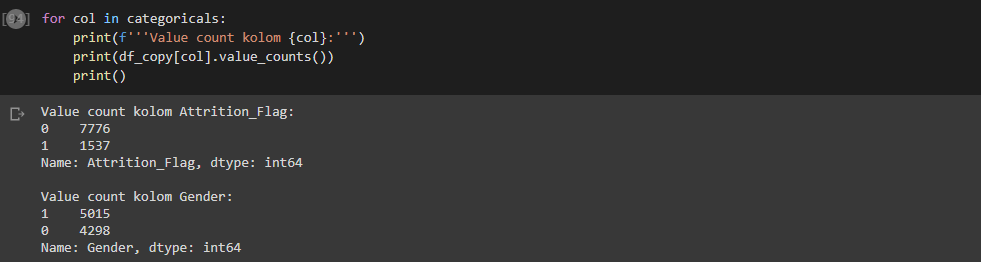 for col in categoricals:
print(f'''Value count kolom {col}:''')
print(df_copy[col].value_counts())
print()
Value count kolom Attrition_Flag:
0 7776
1 1537
Name: Attrition_Flag, dtype: int64
Value count kolom Gender:
1 5015
0 4298
Name: Gender, dtype: int64